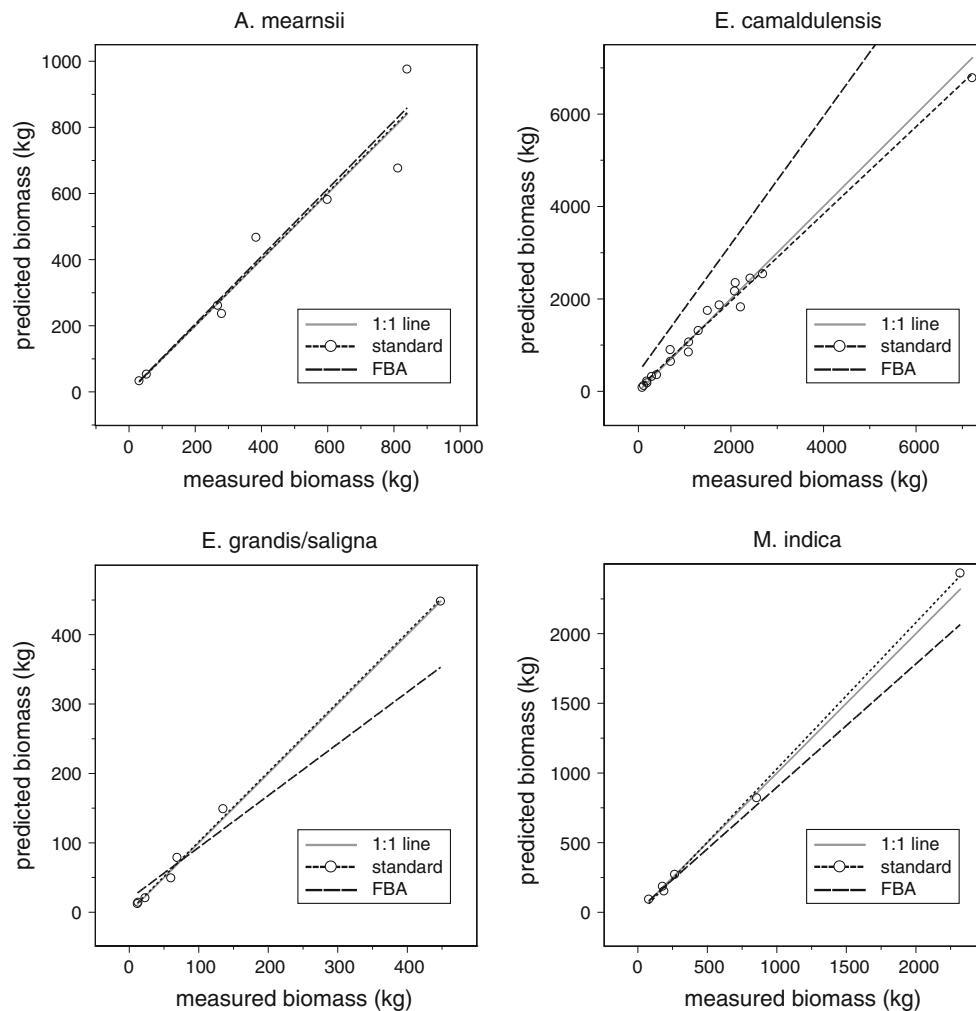 A. mearnsii
predicted biomass (kg)
1000
800
600
400
200
0
1:1 line
standard
FBA
0 200 400 600 800 1000
measured biomass (kg)
E. camaldulensis
predicted biomass (kg)
6000
4000
2000
0
1:1 line
standard
FBA
0 2000 4000 6000
measured biomass (kg)
E. grandis/saligna
predicted biomass (kg)
400
300
200
100
0
1:1 line
standard
FBA
0 100 200 300 400
measured biomass (kg)
M. indica
predicted biomass (kg)
2000
1500
1000
500
0
1:1 line
standard
FBA
0 500 1000 1500 2000
measured biomass (kg)